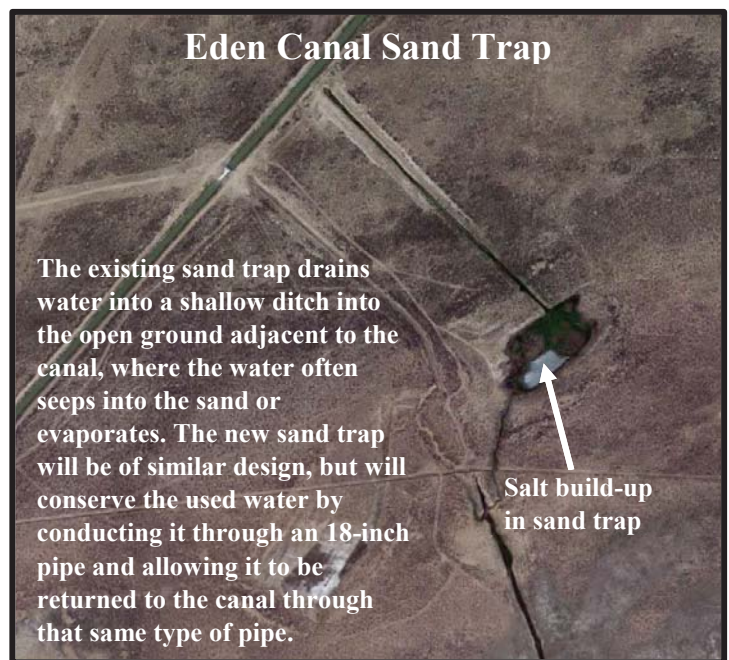 Eden Canal Sand Trap
The existing sand trap drains
water into a shallow ditch into
the open ground adjacent to the
canal, where the water often
seeps into the sand or
evaporates. The new sand trap
will be of similar design, but will
conserve the used water by
conducting it through an 18-inch
pipe and allowing it to be
returned to the canal through
that same type of pipe.
Salt build-up
in sand trap